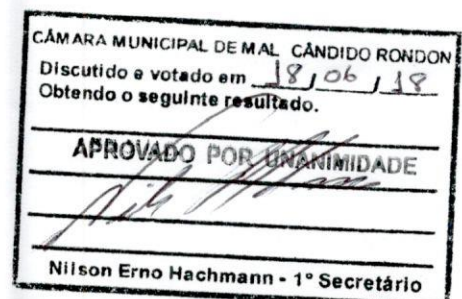 CÂMARA MUNICIPAL DE MAL CÂNDIDO RONDON
Discutido e votado em 18/06/18
Obtendo o seguinte resultado.
APROVADO POR UNANIMIDADE
Nilson Erno Hachmann - 1º Secretário